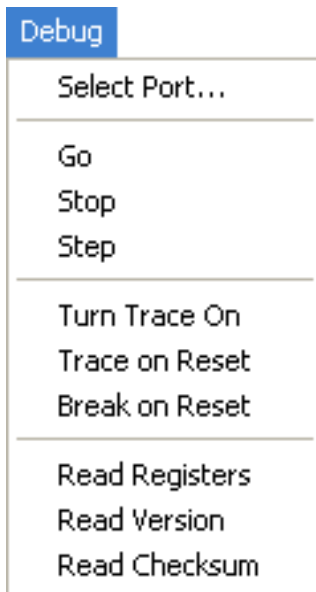 Debug
Select Port...
Go
Stop
Step
Turn Trace On
Trace on Reset
Break on Reset
Read Registers
Read Version
Read Checksum